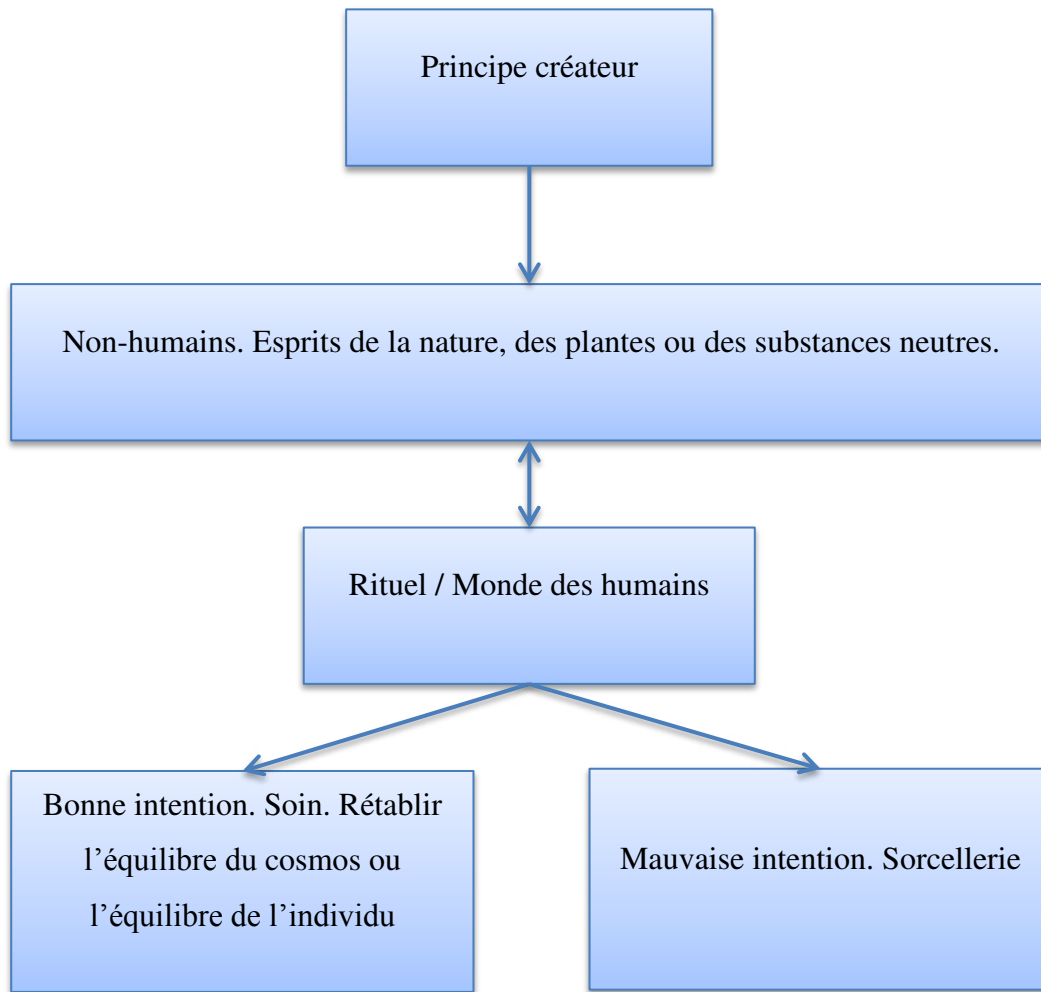 Principe créateur
Non-humains. Esprits de la nature, des plantes ou des substances neutres.
Rituel / Monde des humains
Bonne intention. Soin. Rétablir
l’équilibre du cosmos ou
l’équilibre de l’individu
Mauvaise intention. Sorcellerie